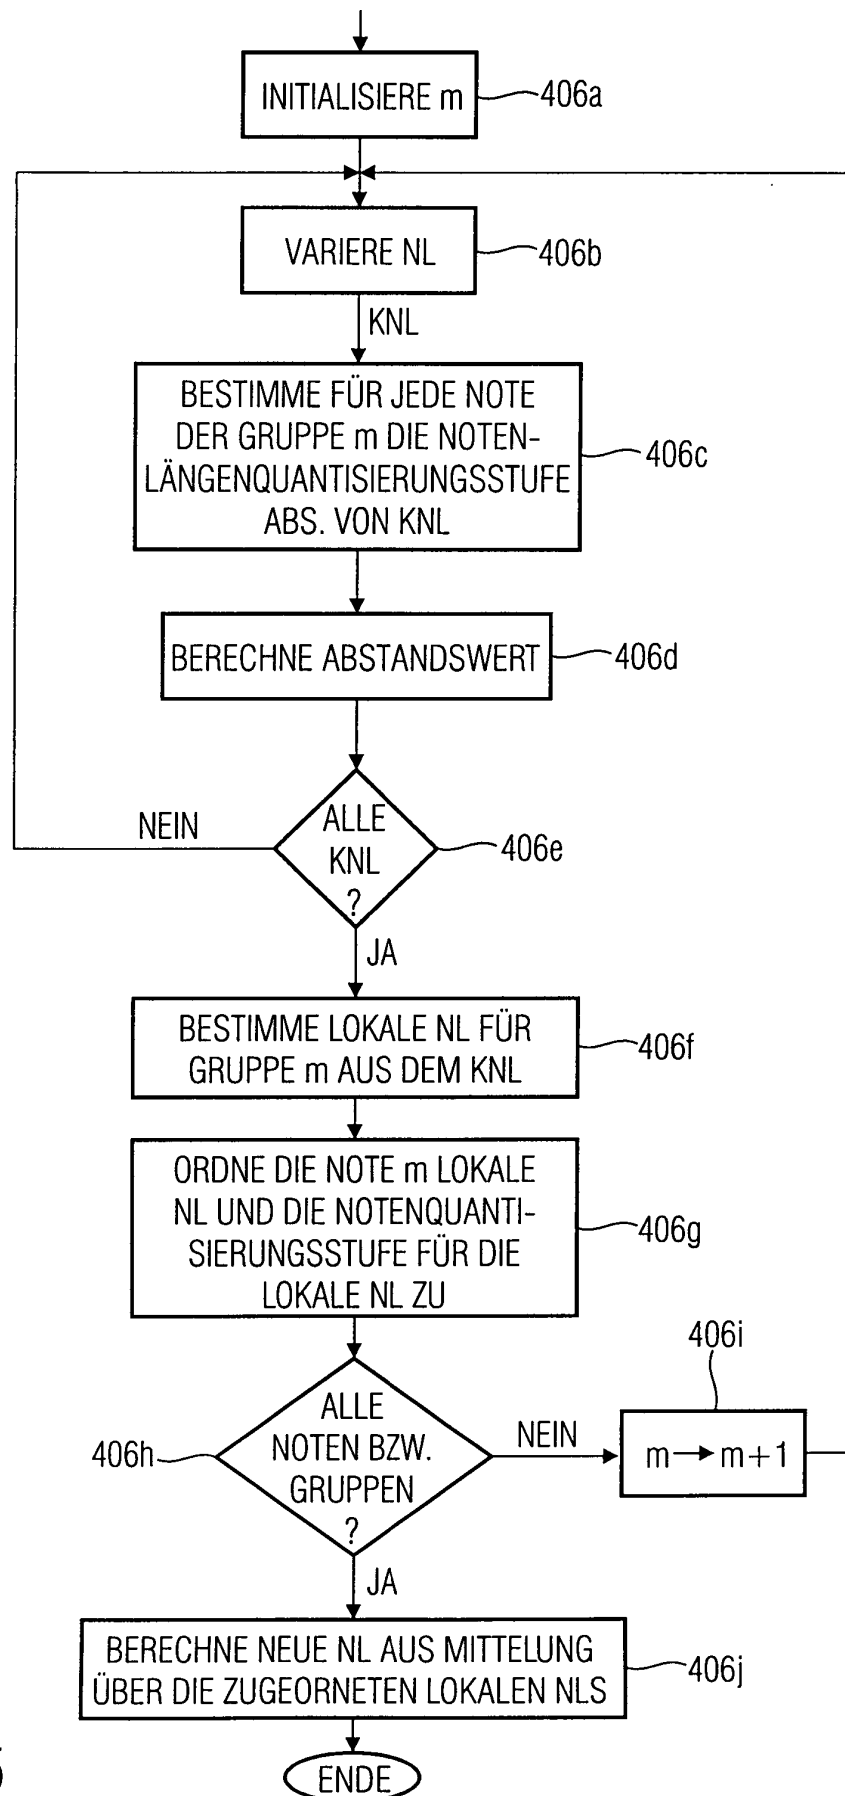 INITIALISIERE m
406a
VARIERE NL
406b
KNL
BESTIMME FÜR JEDE NOTE
DER GRUPPE m DIE NOTEN-
LÄNGENQUANTISIERUNGSSTUFE
ABS. VON KNL
406c
BERECHNE ABSTANDSWERT
406d
ALLE
KNL
?
406e
NEIN
JA
BESTIMME LOKALE NL FÜR
GRUPPE m AUS DEM KNL
406f
ORDNE DIE NOTE m LOKALE
NL UND DIE NOTENQUANTI-
SIERUNGSSTUFE FÜR DIE
LOKALE NL ZU
406g
406i
ALLE
NOTEN BZW.
GRUPPEN
?
406h
NEIN
m→m+1
JA
BERECHNE NEUE NL AUS MITTELUNG
ÜBER DIE ZUGEORNETEN LOKALEN NLS
406j
ENDE